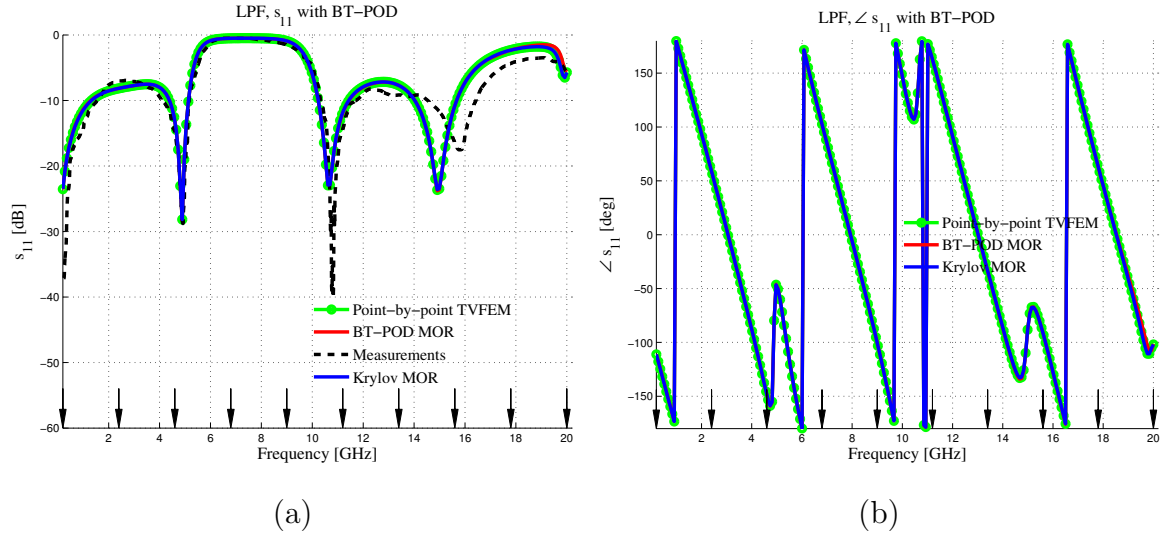 LPF, s11 with BT−POD
0
−10
−20
−30
−40
−50
−60
s11 [dB]
Point−by−point TVFEM
BT−POD MOR
Measurements
Krylov MOR
2 4 6 8 10 12 14 16 18 20
Frequency [GHz]
(a)
LPF, ∠ s11 with BT−POD
150
100
50
0
−50
−100
−150
∠ s11 [deg]
Point−by−point TVFEM
BT−POD MOR
Krylov MOR
2 4 6 8 10 12 14 16 18 20
Frequency [GHz]
(b)